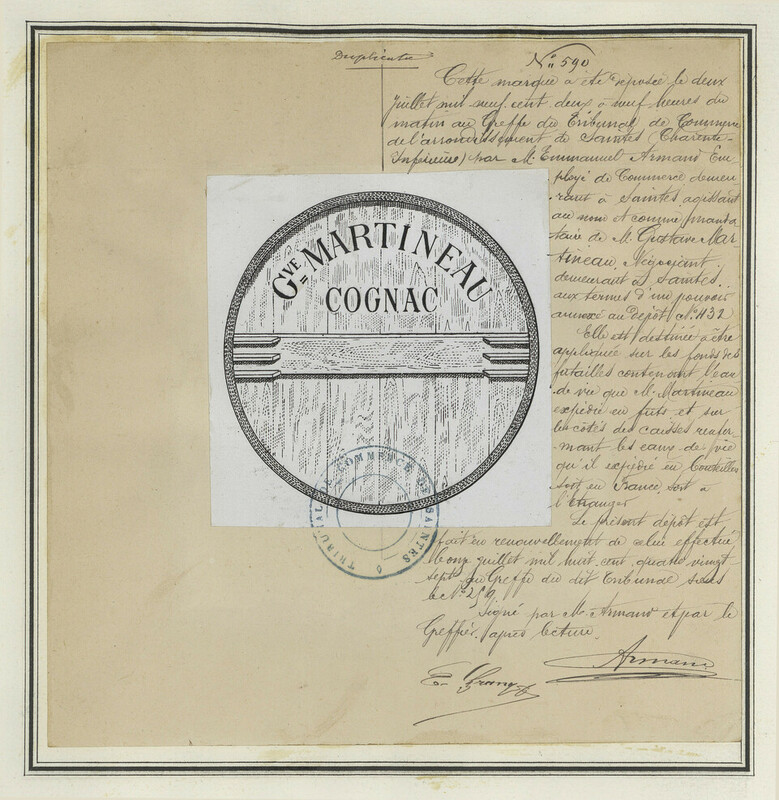 Duplicata
N° 590
Cette marque a été déposée le deux
juillet mil neuf cent deux à neuf heures du
matin au Greffe du Tribunal de Commerce
de l'arrondissement de Saintes (Charente-
Inférieure) par M. Emmanuel Armand Em
ployé de Commerce demeu
rant à Saintes, agissant
au nom et comme manda
taire de M. Gustave Mar-
tineau, Négociant
demeurant à Saintes
aux termes d'un pouvoir
annexé au dépôt N° 432
Elle est destinée à être
appliquée sur les fonds des
futailles contenant l'eau
de vie que M. Martineau
expédie en futs et sur
les côtés des caisses renfer-
mant les eaux-de-vie
qu'il expédie en bouteilles
soit en France, soit à
l'étranger
Le présent dépôt est
fait en renouvellement de celui effectué
le onze juillet mil huit cent quatre vingt
sept au Greffe du dit Tribunal sous
le N° 259
Signé par M. Armand et par le
Greffier, après lecture.
Armand
GVE MARTINEAU
COGNAC
TRIBUNAL DE COMMERCE DE SAINTES